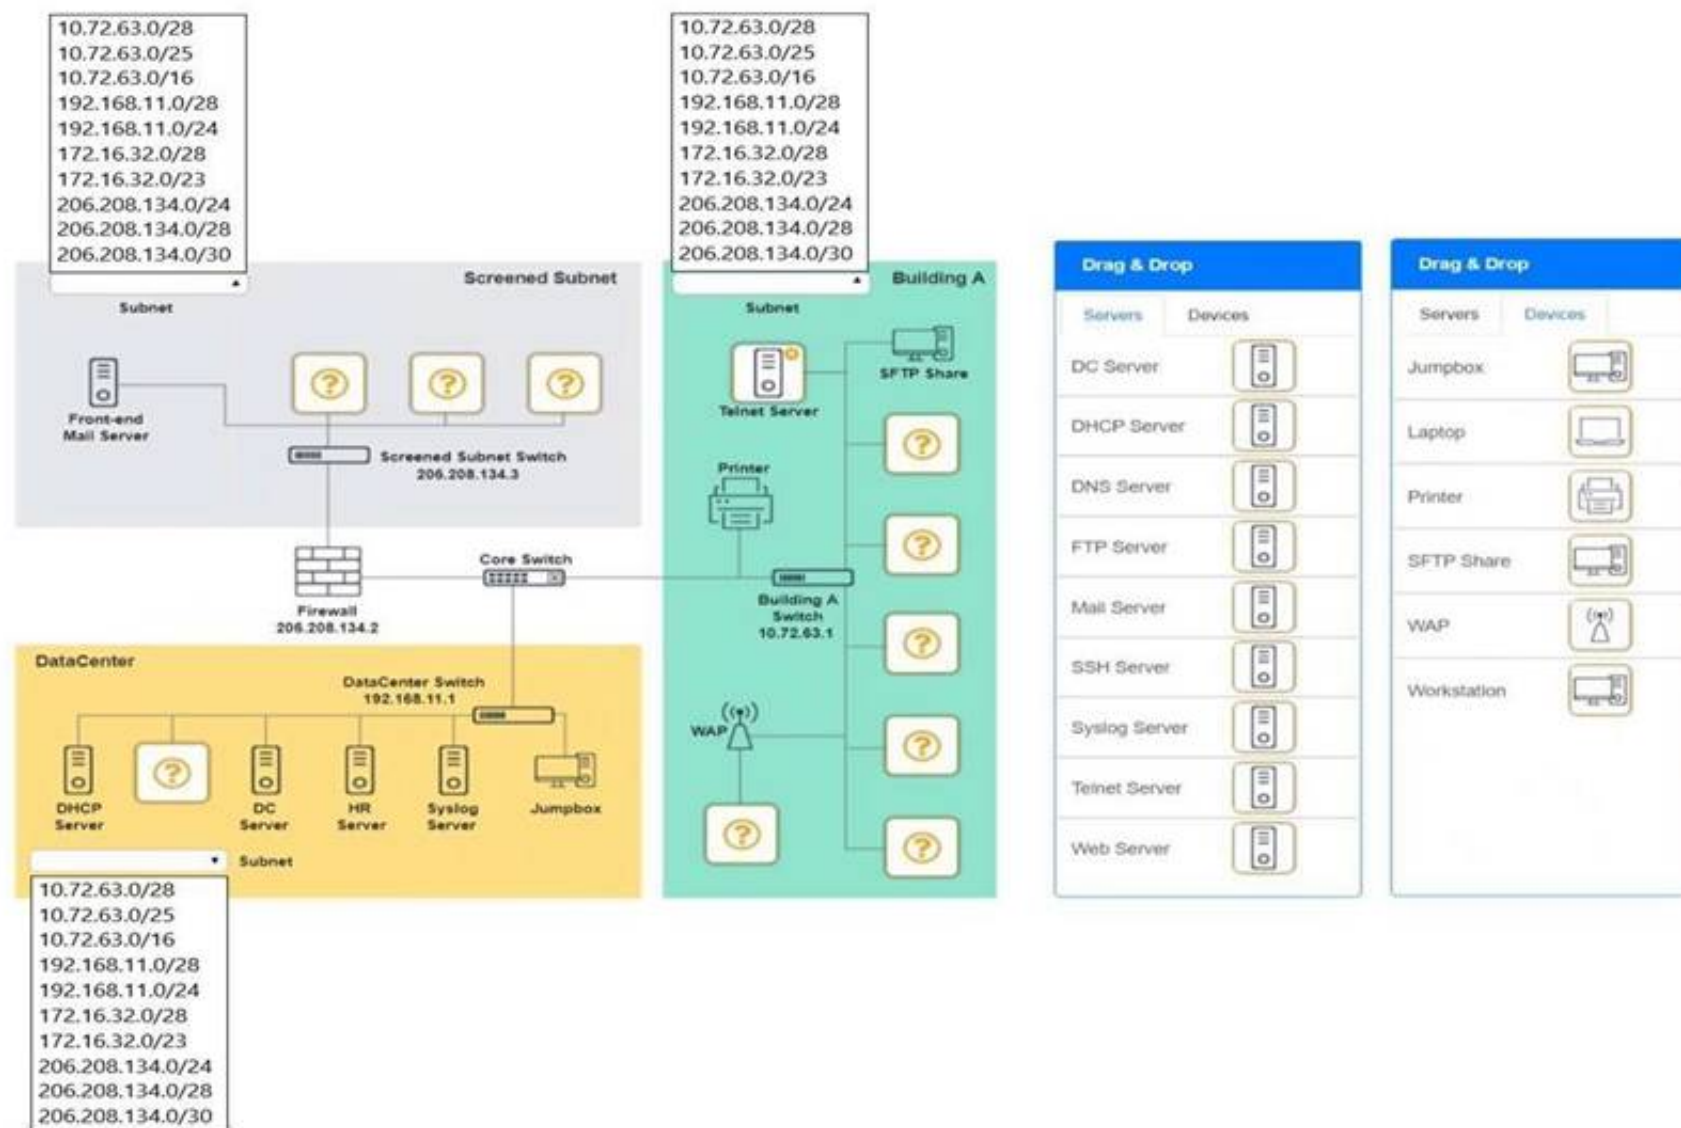 10.72.63.0/28
10.72.63.0/25
10.72.63.0/16
192.168.11.0/28
192.168.11.0/24
172.16.32.0/28
172.16.32.0/23
206.208.134.0/24
206.208.134.0/28
206.208.134.0/30
Screened Subnet
Subnet
Front-end
Mail Server
?
?
?
Screened Subnet Switch
206.208.134.3
Firewall
206.208.134.2
Core Switch
10.72.63.0/28
10.72.63.0/25
10.72.63.0/16
192.168.11.0/28
192.168.11.0/24
172.16.32.0/28
172.16.32.0/23
206.208.134.0/24
206.208.134.0/28
206.208.134.0/30
Building A
Subnet
Telnet Server
SFTP Share
?
Printer
?
Building A
Switch
10.72.63.1
?
WAP
?
?
?
DataCenter
DataCenter Switch
192.168.11.1
DHCP
Server
?
DC
Server
HR
Server
Syslog
Server
Jumpbox
Subnet
10.72.63.0/28
10.72.63.0/25
10.72.63.0/16
192.168.11.0/28
192.168.11.0/24
172.16.32.0/28
172.16.32.0/23
206.208.134.0/24
206.208.134.0/28
206.208.134.0/30
Drag & Drop
Servers Devices
DC Server
DHCP Server
DNS Server
FTP Server
Mail Server
SSH Server
Syslog Server
Telnet Server
Web Server
Drag & Drop
Servers Devices
Jumpbox
Laptop
Printer
SFTP Share
WAP
Workstation